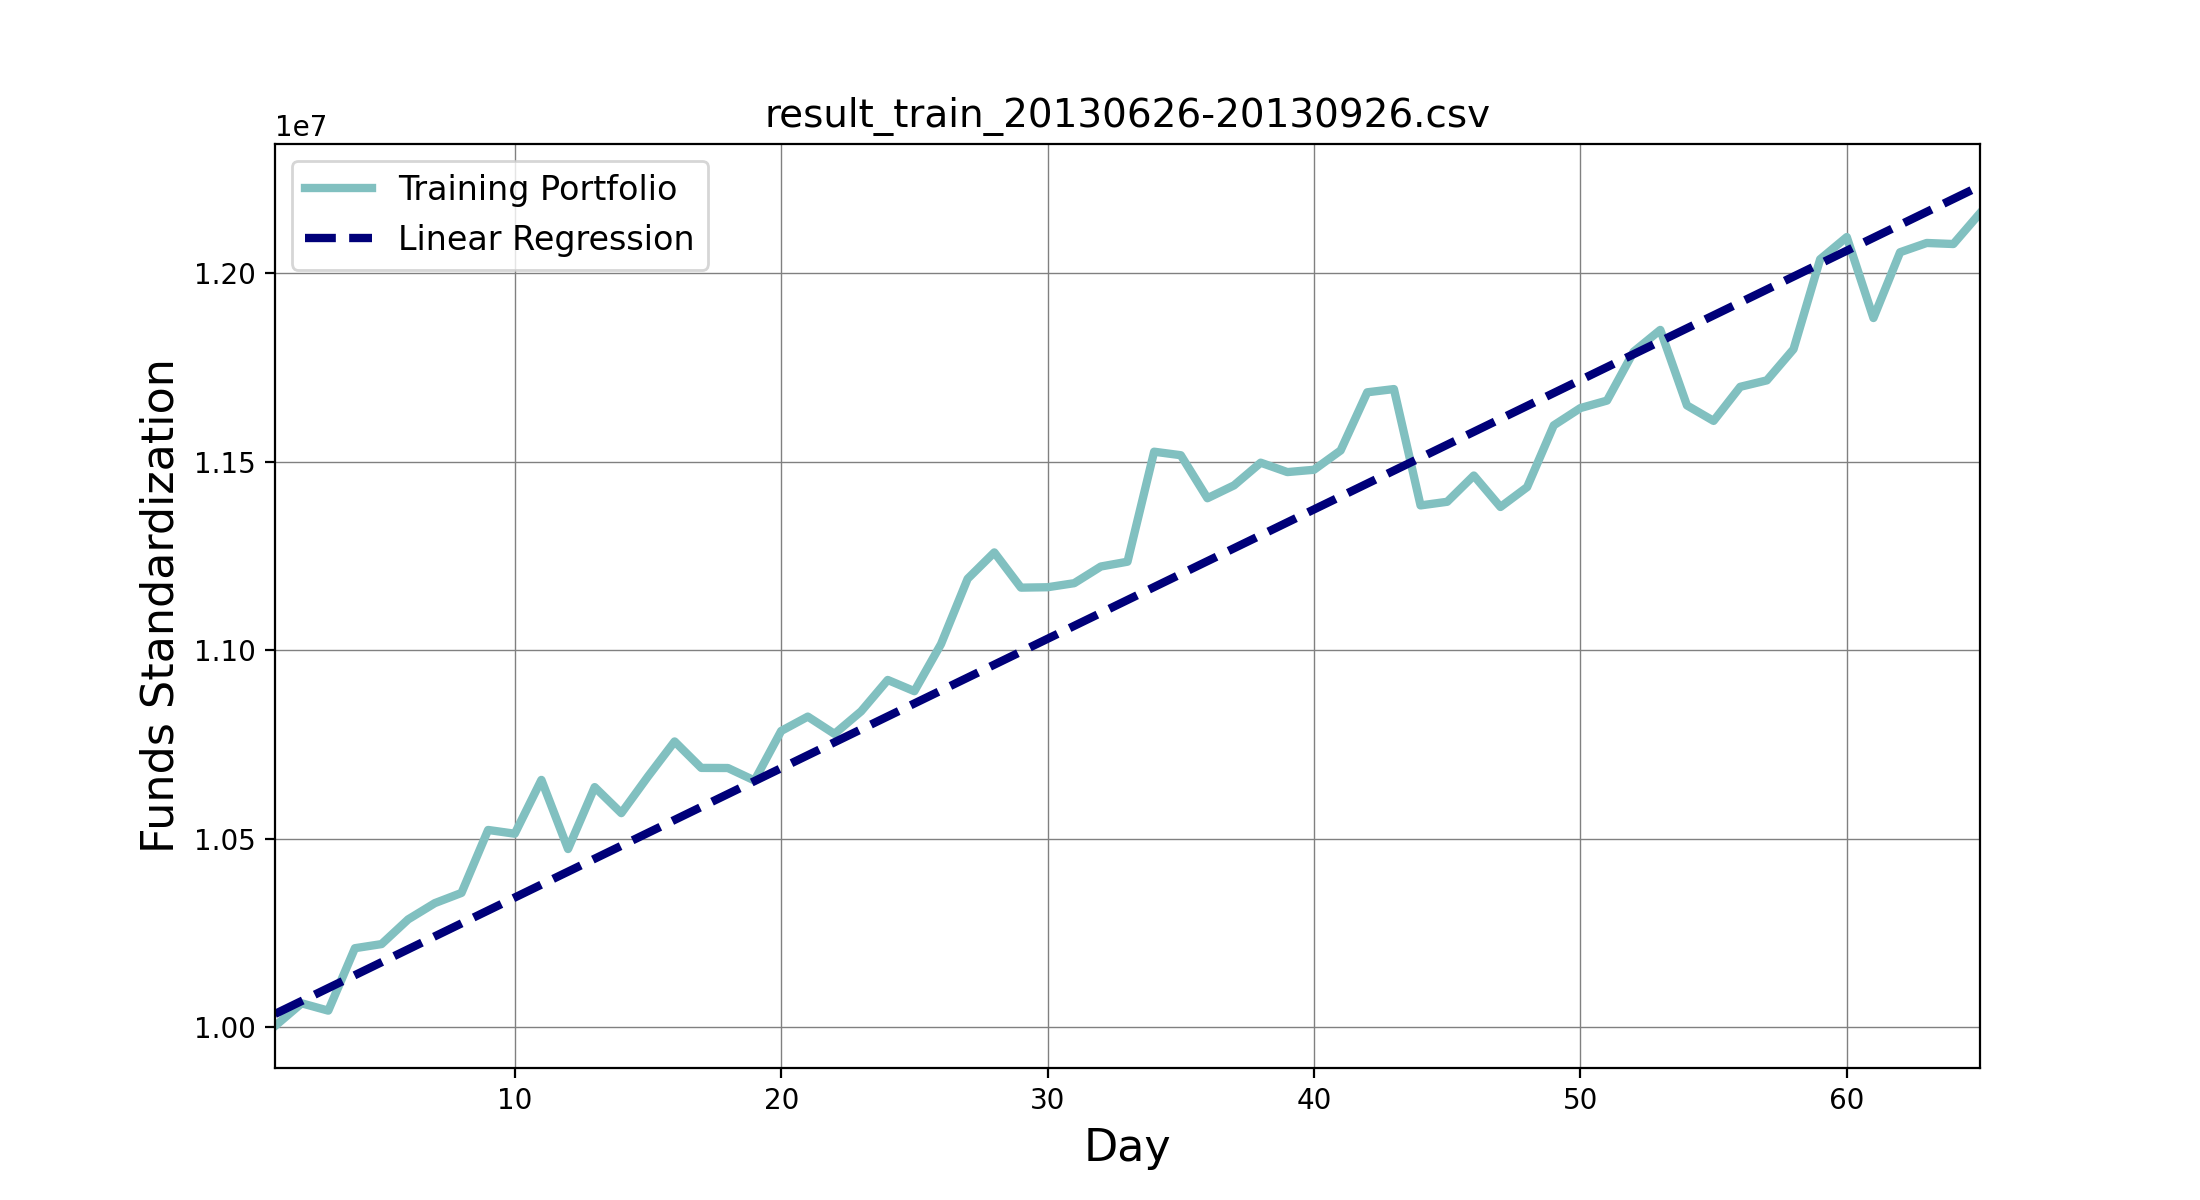 result_train_20130626-20130926.csv
1e7
Training Portfolio
Linear Regression
1.20
1.15
1.10
1.05
1.00
Funds Standardization
10 20 30 40 50 60
Day